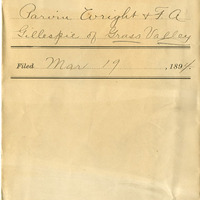 Parvin Wright & F A
Gillespie of Grass Valley
Filed Mar 19, 1894